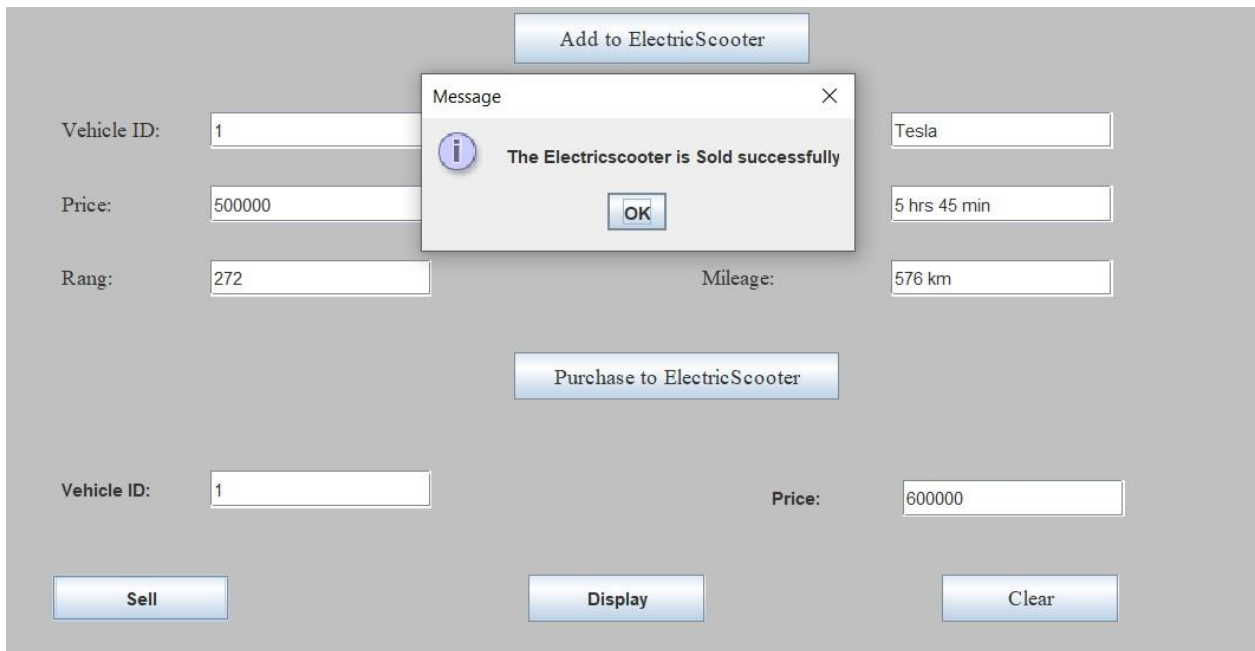 Add to ElectricScooter
Message
Vehicle ID: 1 Tesla
The Electricscooter is Sold successfully
Price: 500000 5 hrs 45 min
OK
Rang: 272 Mileage: 576 km
Purchase to ElectricScooter
Vehicle ID: 1 Price: 600000
Sell Display Clear